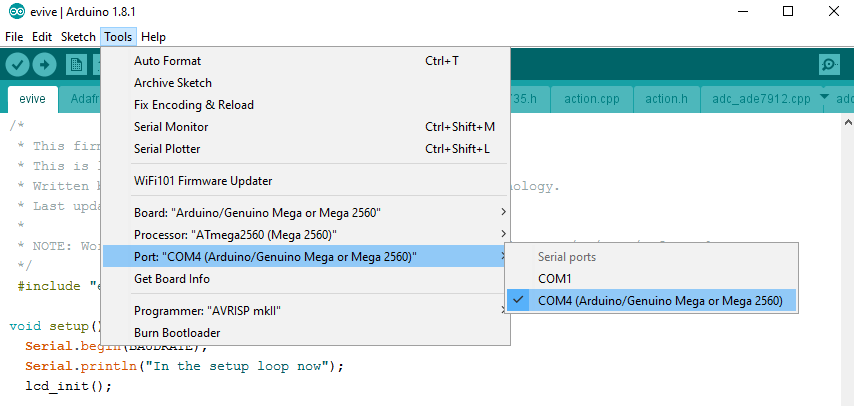 evive | Arduino 1.8.1
File Edit Sketch Tools Help
Auto Format Ctrl+T
Archive Sketch
Fix Encoding & Reload
Serial Monitor Ctrl+Shift+M
Serial Plotter Ctrl+Shift+L
WiFi101 Firmware Updater
Board: "Arduino/Genuino Mega or Mega 2560"
Processor: "ATmega2560 (Mega 2560)"
Port: "COM4 (Arduino/Genuino Mega or Mega 2560)"
Get Board Info
Programmer: "AVRISP mkII"
Burn Bootloader
Serial ports
COM1
COM4 (Arduino/Genuino Mega or Mega 2560)
evive Adafr 735.h action.cpp action.h adc_ade7912.cpp adc
/*
* This firm
* This is
* Written nology.
* Last upda
*
* NOTE: Wor
*/
#include "e
void setup()
Serial.begin(BAUDRATE);
Serial.println("In the setup loop now");
lcd_init();